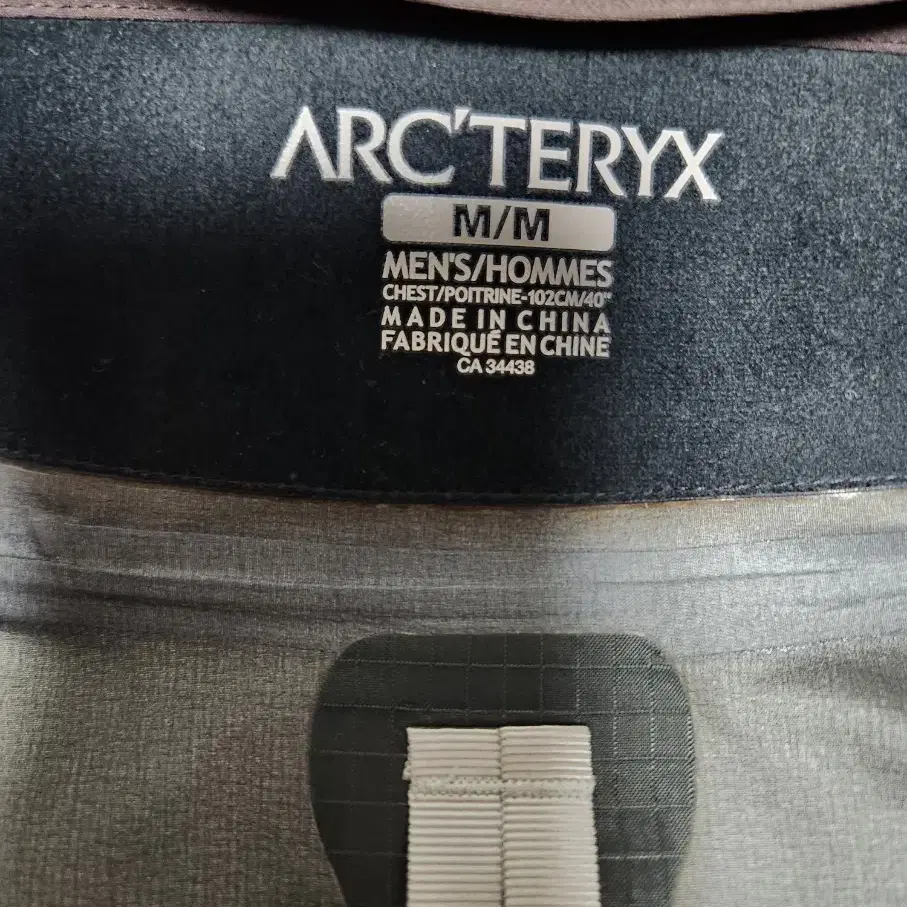 ARC'TERYX
M/M
MEN'S/HOMMES
CHEST/POITRINE-102CM/40"
MADE IN CHINA
FABRIQUÉ EN CHINE
CA 34438